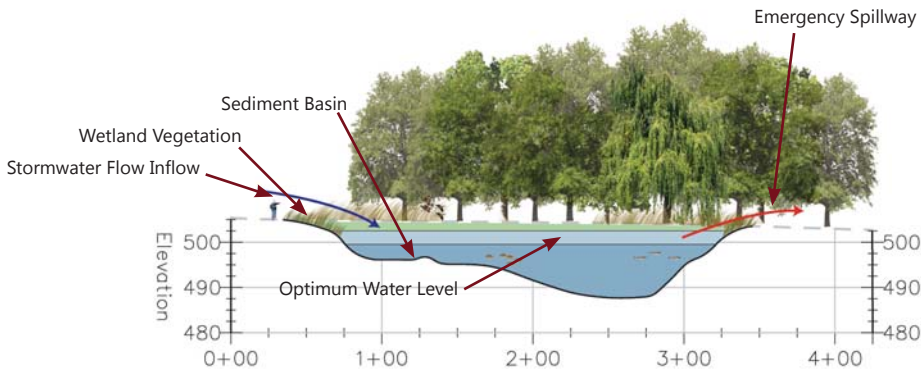 Emergency Spillway
Sediment Basin
Wetland Vegetation
Stormwater Flow Inflow
Optimum Water Level
Elevation
500
490
480
500
490
480
0+00 1+00 2+00 3+00 4+00